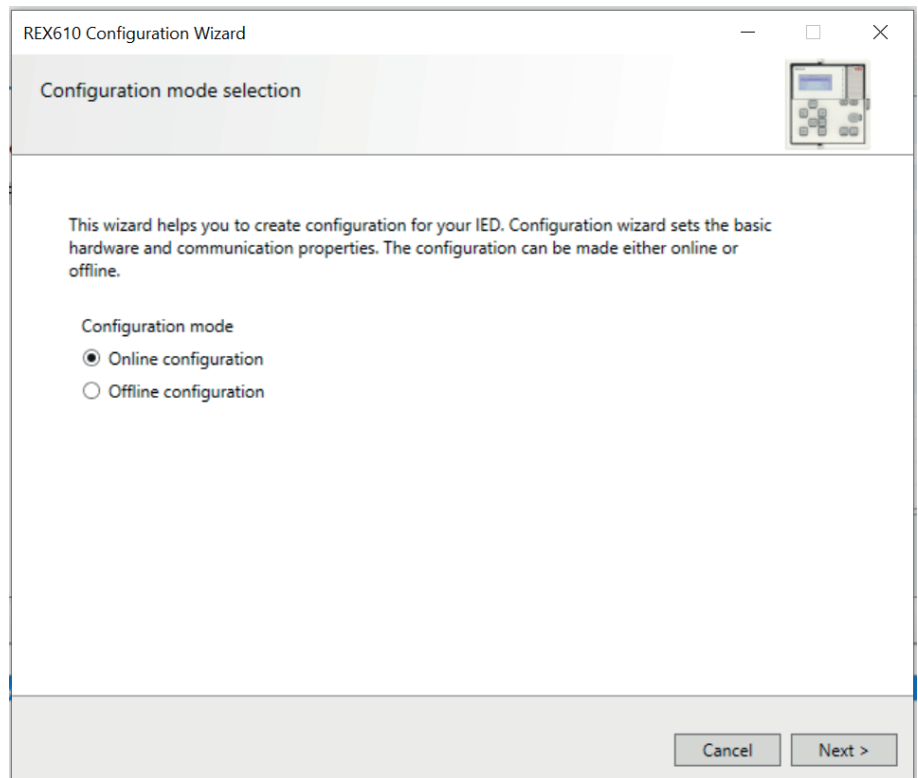 REX610 Configuration Wizard
Configuration mode selection
This wizard helps you to create configuration for your IED. Configuration wizard sets the basic
hardware and communication properties. The configuration can be made either online or
offline.
Configuration mode
Online configuration
Offline configuration
Cancel
Next >